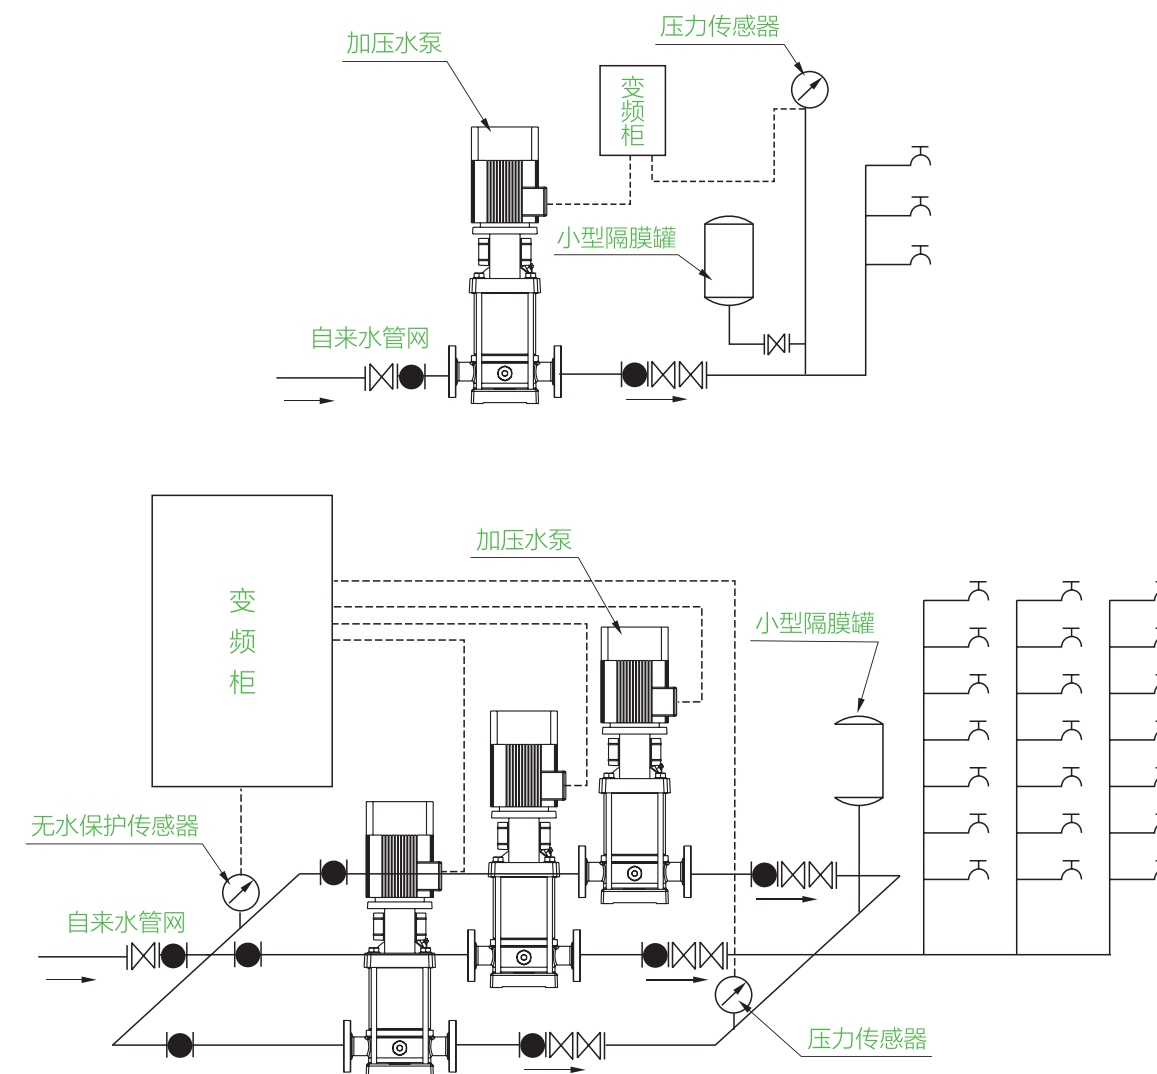 压力传感器
加压水泵
变
频
柜
小型隔膜罐
自来水管网
加压水泵
变
频
柜
小型隔膜罐
无水保护传感器
自来水管网
压力传感器